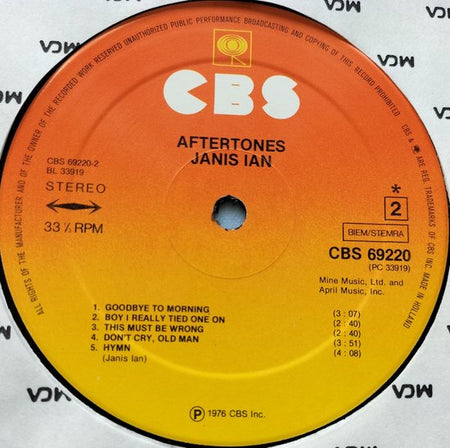 ALL RIGHTS OF THE MANUFACTURER AND OF THE OWNER OF THE RECORDED WORK RESERVED UNAUTHORIZED PUBLIC PERFORMANCE BROADCASTING AND COPYING OF THIS RECORD PROHIBITED
CBS & ARE REG. TRADEMARKS OF CBS INC. MADE IN HOLLAND
CBS
AFTERTONES
JANIS IAN
CBS 69220-2
BL 33919
STEREO
33⅓ RPM
*
2
BIEM/STEMRA
CBS 69220
(PC 33919)
Mine Music, Ltd. and
April Music, Inc.
1. GOODBYE TO MORNING (3 : 07)
2. BOY I REALLY TIED ONE ON (2 : 40)
3. THIS MUST BE WRONG (2 : 40)
4. DON'T CRY, OLD MAN (3 : 51)
5. HYMN (4 : 08)
(Janis Ian)
℗ 1976 CBS Inc.
MCA
MCA
MCA
MCA
MCA
MCA
MCA